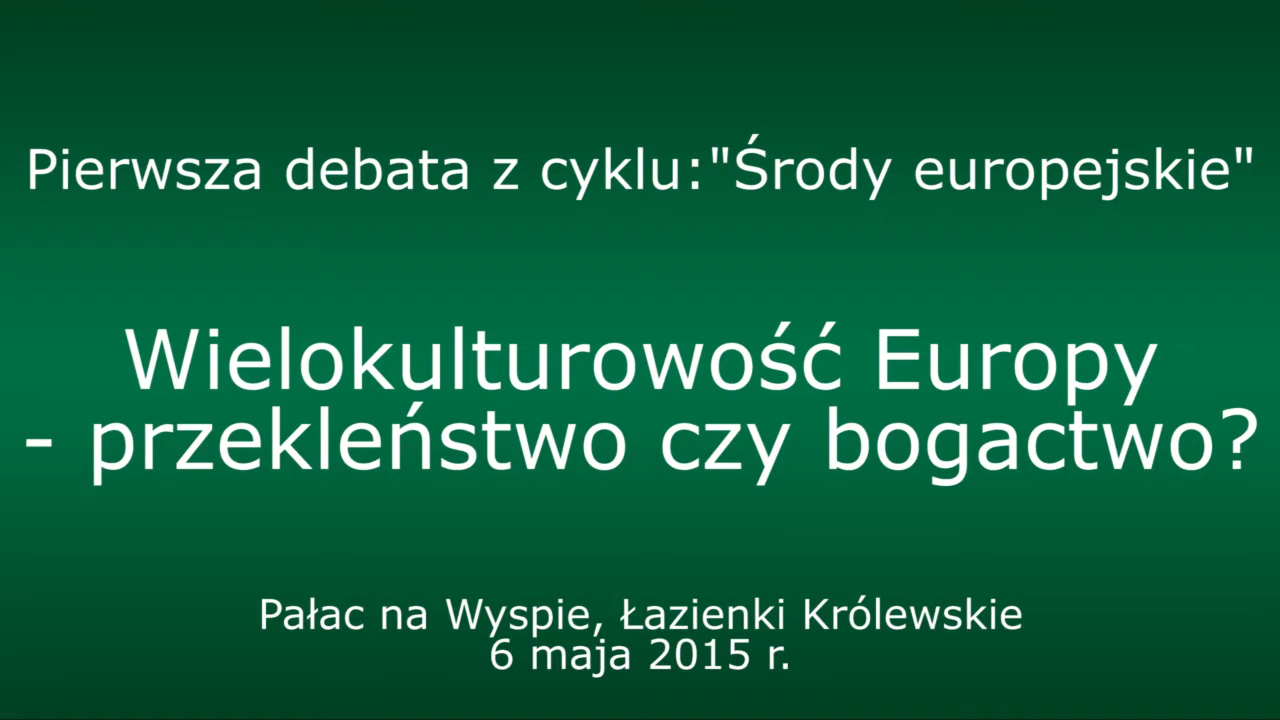 Pierwsza debata z cyklu:"Środy europejskie"
Wielokulturowość Europy
- przekleństwo czy bogactwo?
Pałac na Wyspie, Łazienki Królewskie
6 maja 2015 r.